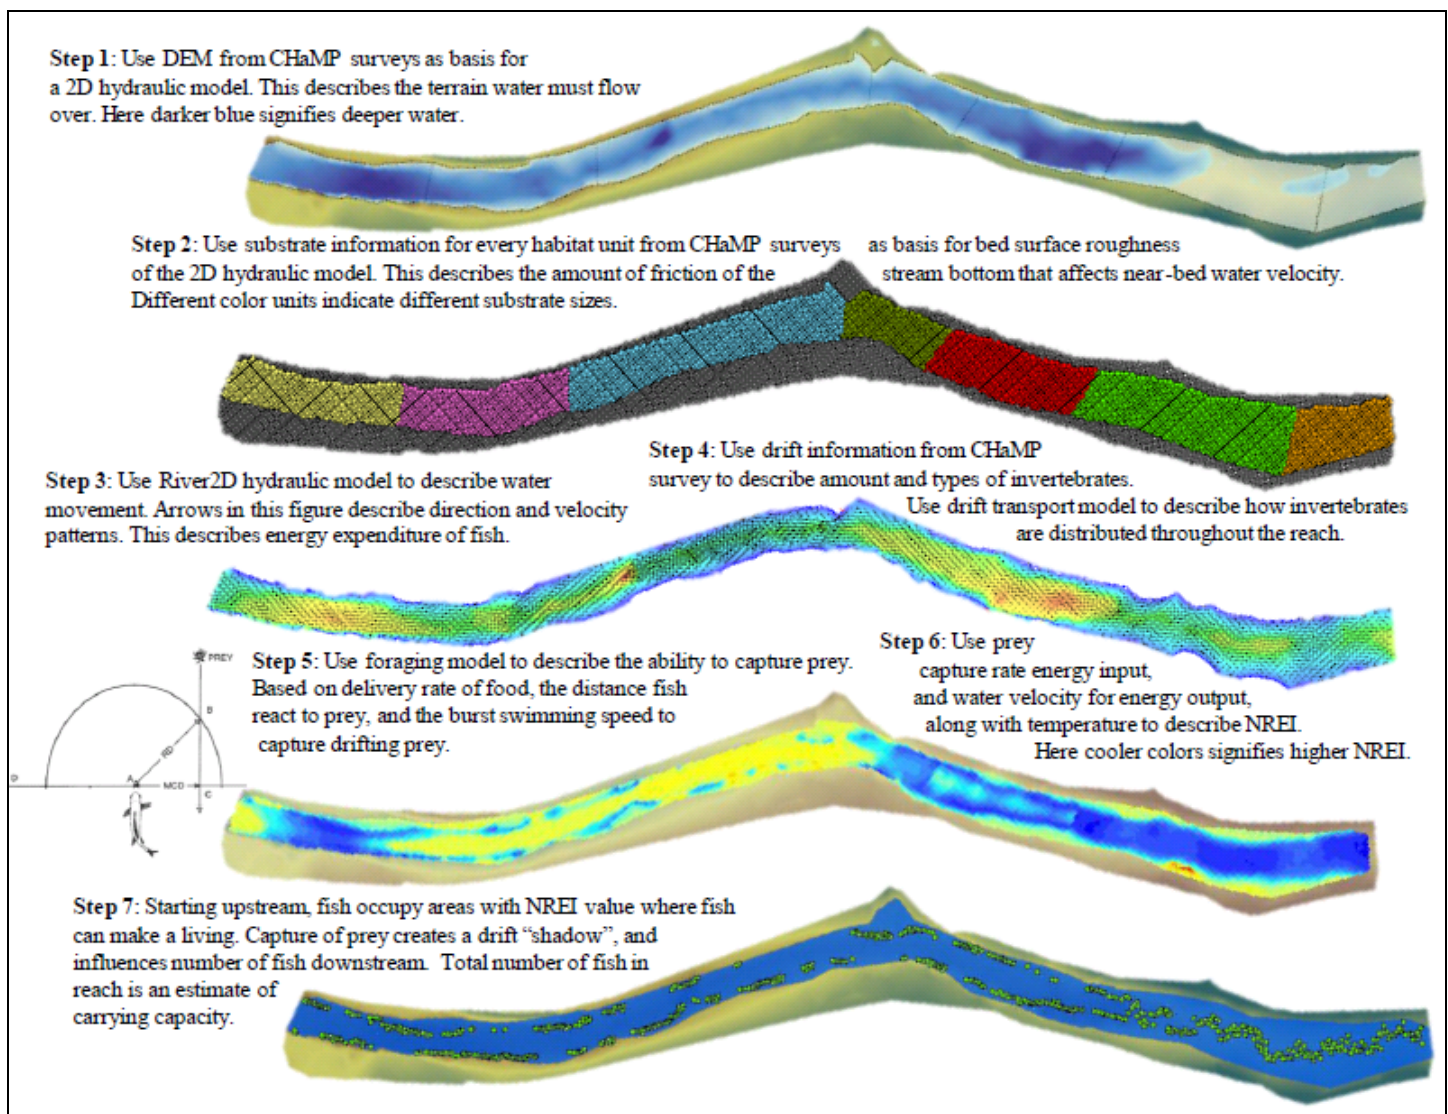 Step 1: Use DEM from CHaMP surveys as basis for
a 2D hydraulic model. This describes the terrain water must flow
over. Here darker blue signifies deeper water.
Step 2: Use substrate information for every habitat unit from CHaMP surveys as basis for bed surface roughness
of the 2D hydraulic model. This describes the amount of friction of the stream bottom that affects near-bed water velocity.
Different color units indicate different substrate sizes.
Step 3: Use River2D hydraulic model to describe water
movement. Arrows in this figure describe direction and velocity
patterns. This describes energy expenditure of fish.
Step 4: Use drift information from CHaMP
survey to describe amount and types of invertebrates.
Use drift transport model to describe how invertebrates
are distributed throughout the reach.
Step 5: Use foraging model to describe the ability to capture prey.
Based on delivery rate of food, the distance fish
react to prey, and the burst swimming speed to
capture drifting prey.
PREY
B
RD
D
A
MCD
C
Step 6: Use prey
capture rate energy input,
and water velocity for energy output,
along with temperature to describe NREI.
Here cooler colors signifies higher NREI.
Step 7: Starting upstream, fish occupy areas with NREI value where fish
can make a living. Capture of prey creates a drift “shadow”, and
influences number of fish downstream. Total number of fish in
reach is an estimate of
carrying capacity.